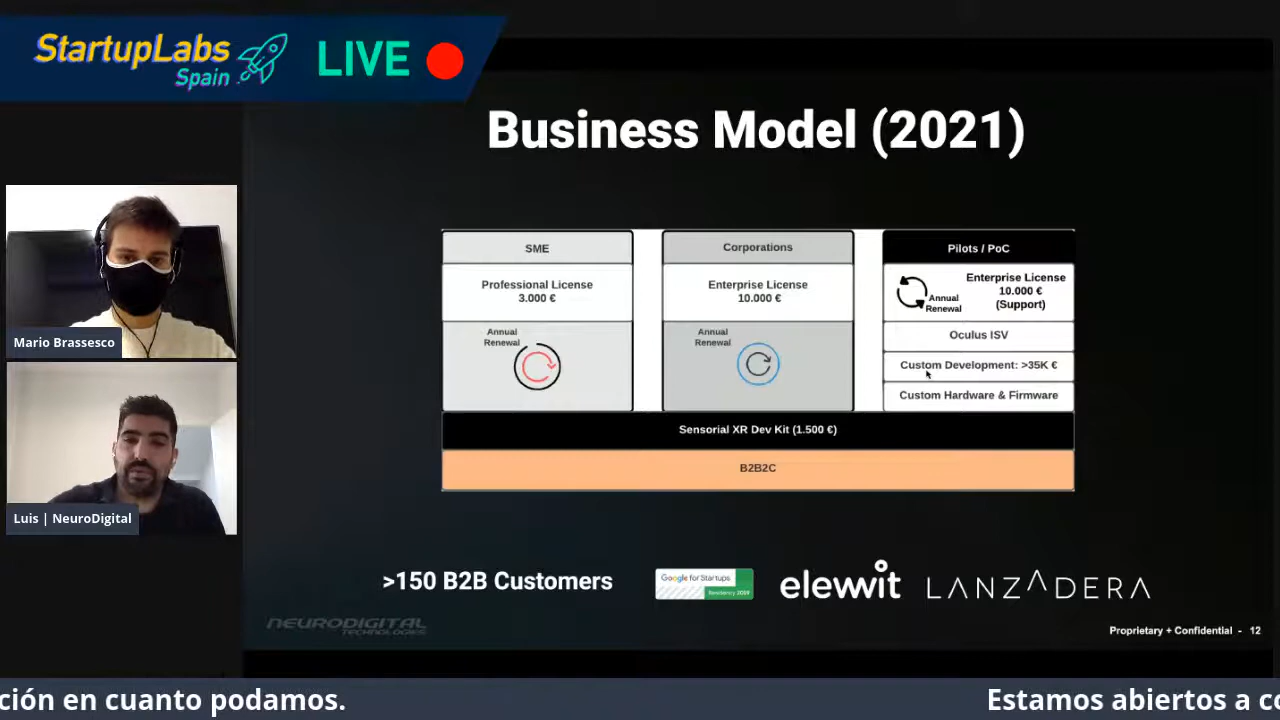 StartupLabs
Spain
LIVE
Business Model (2021)
Mario Brassesco
Luis | NeuroDigital
SME
Professional License
3.000 €
Annual
Renewal
Corporations
Enterprise License
10.000 €
Annual
Renewal
Pilots / PoC
Enterprise License
10.000 €
(Support)
Annual
Renewal
Oculus ISV
Custom Development: >35K €
Custom Hardware & Firmware
Sensorial XR Dev Kit (1.500 €)
B2B2C
>150 B2B Customers
Google for Startups
Residency 2019
elewit
LANZADERA
NEURODIGITAL
TECHNOLOGIES
Proprietary + Confidential - 12
ción en cuanto podamos.
Estamos abiertos a co